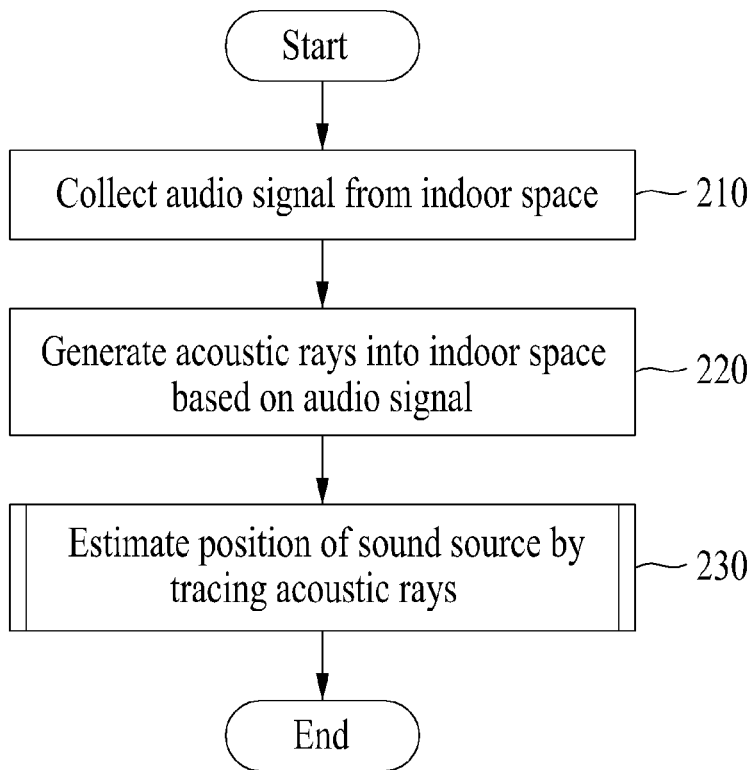 Start
Collect audio signal from indoor space
210
Generate acoustic rays into indoor space
based on audio signal
220
Estimate position of sound source by
tracing acoustic rays
230
End